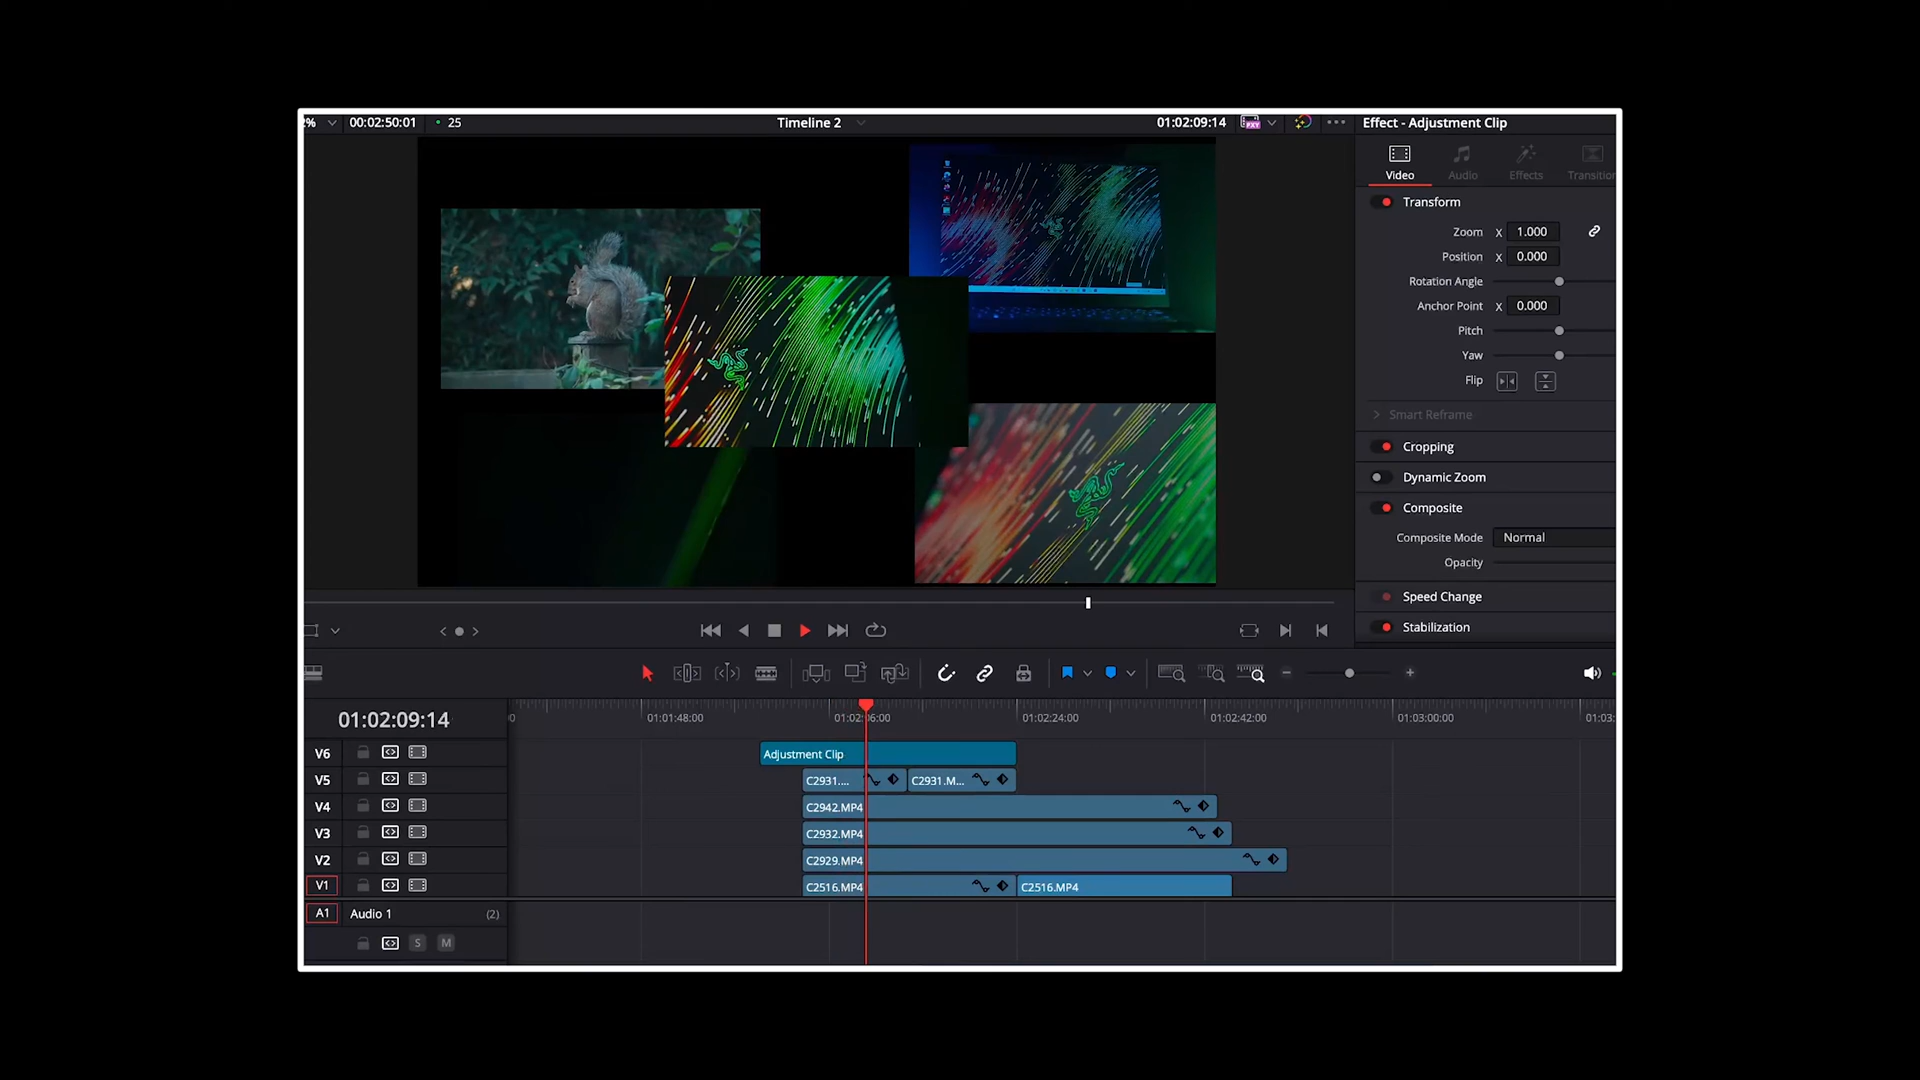 2% 00:02:50:01 25 Timeline 2 01:02:09:14 PXY Effect - Adjustment Clip
Video Audio Effects Transition
Transform
Zoom X 1.000
Position X 0.000
Rotation Angle
Anchor Point X 0.000
Pitch
Yaw
Flip
Smart Reframe
Cropping
Dynamic Zoom
Composite
Composite Mode Normal
Opacity
Speed Change
Stabilization
01:02:09:14 01:01:48:00 01:02:06:00 01:02:24:00 01:02:42:00 01:03:00:00 01:03:
V6 Adjustment Clip
V5 C2931.... C2931.M...
V4 C2942.MP4
V3 C2932.MP4
V2 C2929.MP4
V1 C2516.MP4 C2516.MP4
A1 Audio 1 (2)
S M